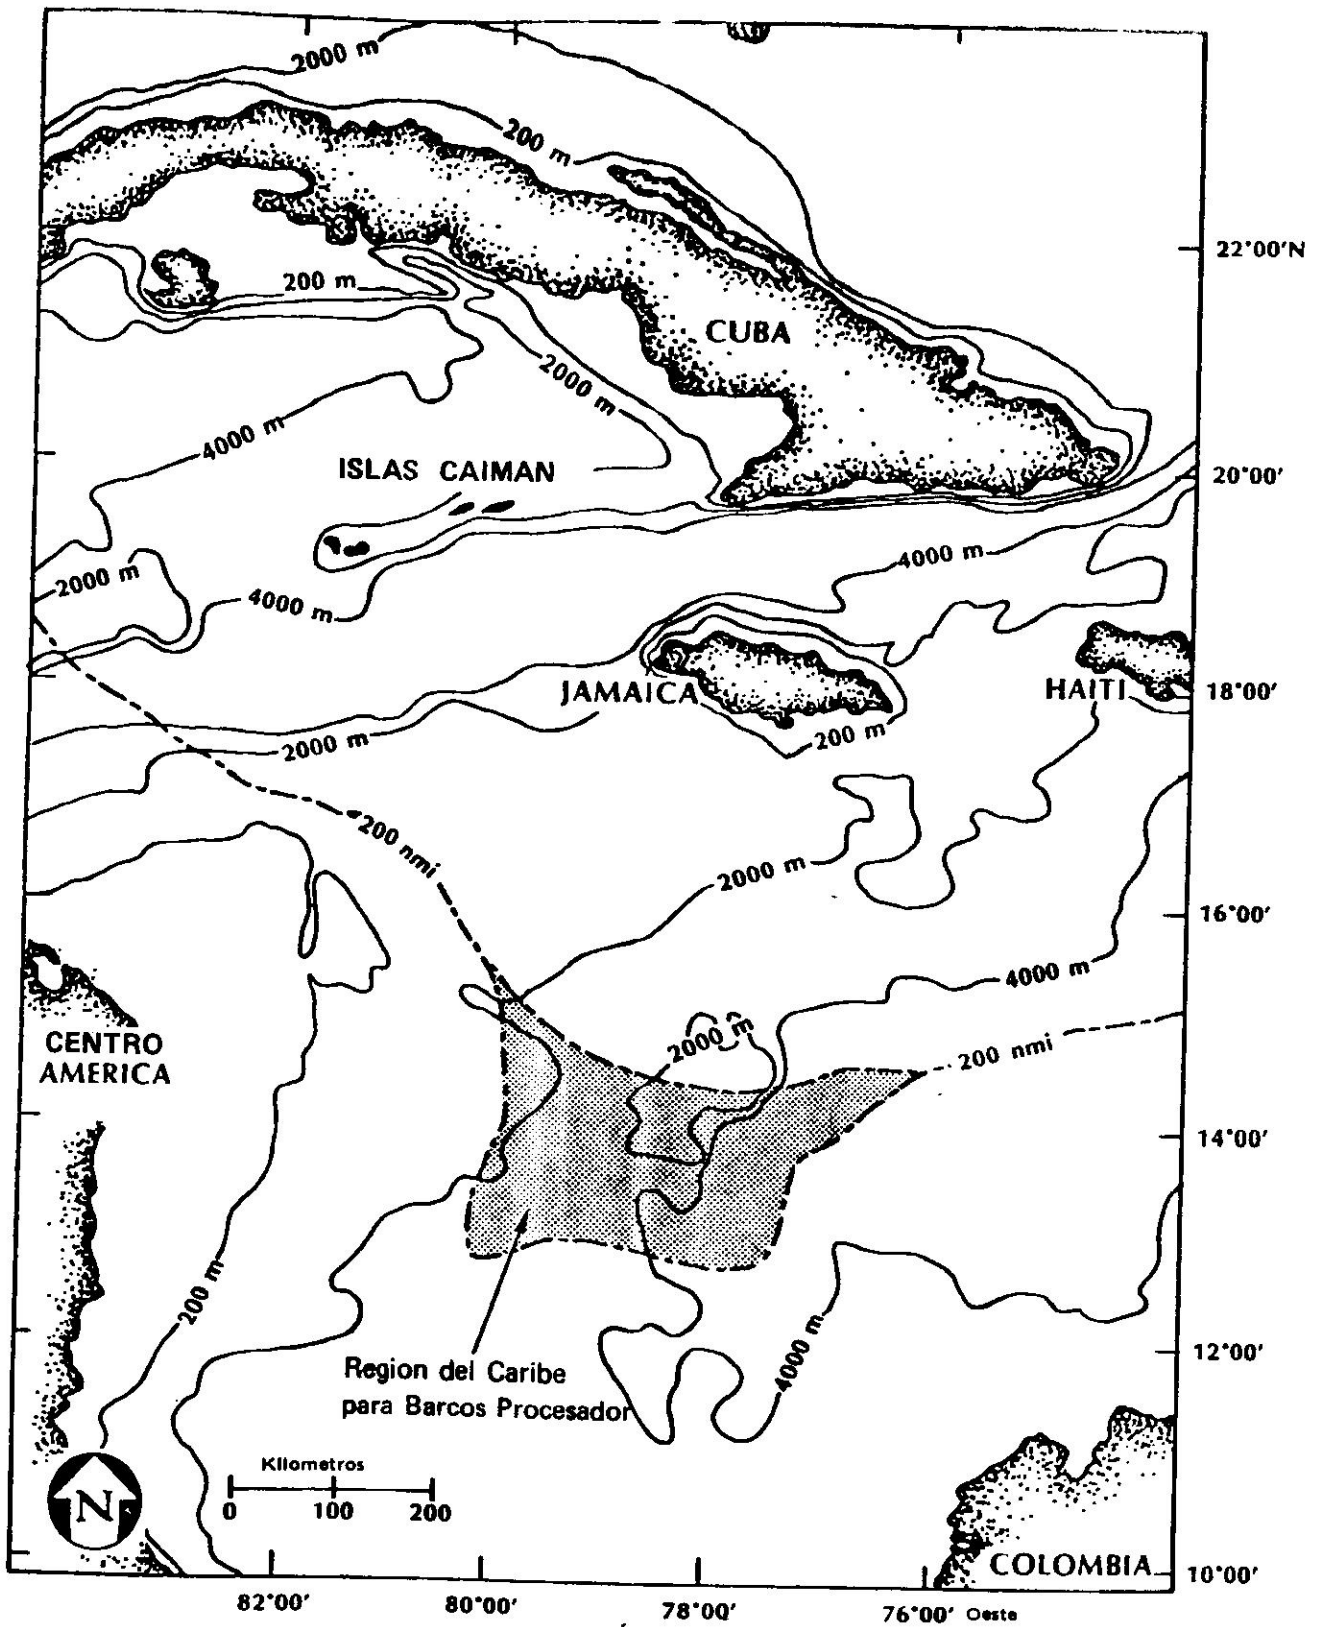 2000 m
200 m
22°00'N
200 m
CUBA
2000 m
4000 m
ISLAS CAIMAN
20°00'
4000 m
2000 m
4000 m
JAMAICA
HAITI
18°00'
200 m
2000 m
200 nmi
2000 m
16°00'
4000 m
CENTRO
AMERICA
2000 m
200 nmi
14°00'
200 m
4000 m
12°00'
Region del Caribe
para Barcos Procesador
Kilometros
0 100 200
N
COLOMBIA
10°00'
82°00' 80°00' 78°00' 76°00' Oeste